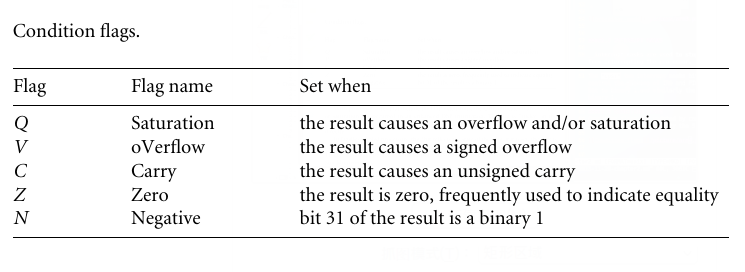 Condition flags.
Flag Flag name Set when
Q Saturation the result causes an overflow and/or saturation
V oVerflow the result causes a signed overflow
C Carry the result causes an unsigned carry
Z Zero the result is zero, frequently used to indicate equality
N Negative bit 31 of the result is a binary 1